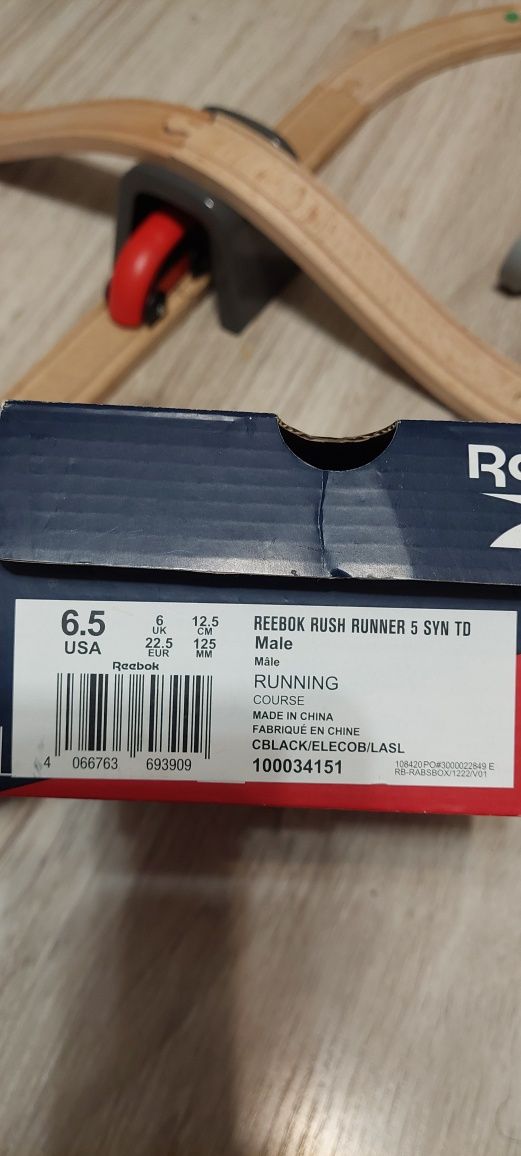 6.5
USA
6
UK
12.5
CM
22.5
EUR
125
MM
Reebok
4 066763 693909
REEBOK RUSH RUNNER 5 SYN TD
Male
Mâle
RUNNING
COURSE
MADE IN CHINA
FABRIQUÉ EN CHINE
CBLACK/ELECOB/LASL
100034151
108420PO#3000022849 E
RB-RABSBOX/1222/V01